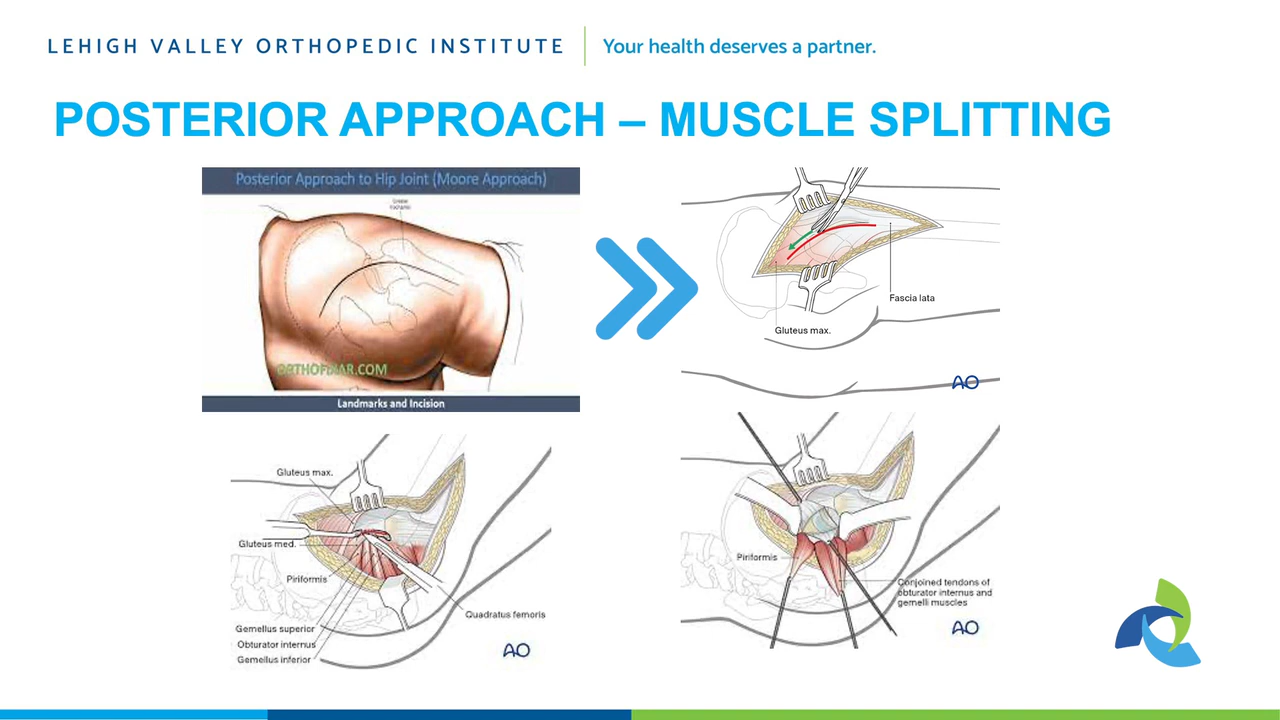 LEHIGH VALLEY ORTHOPEDIC INSTITUTE
Your health deserves a partner.
POSTERIOR APPROACH – MUSCLE SPLITTING
Posterior Approach to Hip Joint (Moore Approach)
ORTHOFIXAR.COM
Landmarks and Incision
Fascia lata
Gluteus max.
AO
Gluteus max.
Gluteus med.
Piriformis
Quadratus femoris
Gemellus superior
Obturator internus
Gemellus inferior
AO
Piriformis
Conjoined tendons of
obturator internus and
gemelli muscles
AO